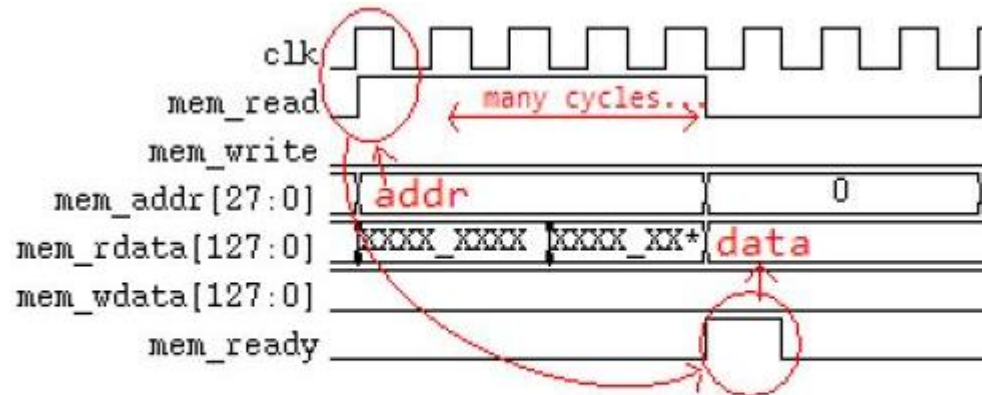 clk
mem_read
many cycles...
mem_write
mem_addr[27:0]
addr
0
mem_rdata[127:0]
XXXX_XXXX
XXXX_XX*
data
mem_wdata[127:0]
mem_ready